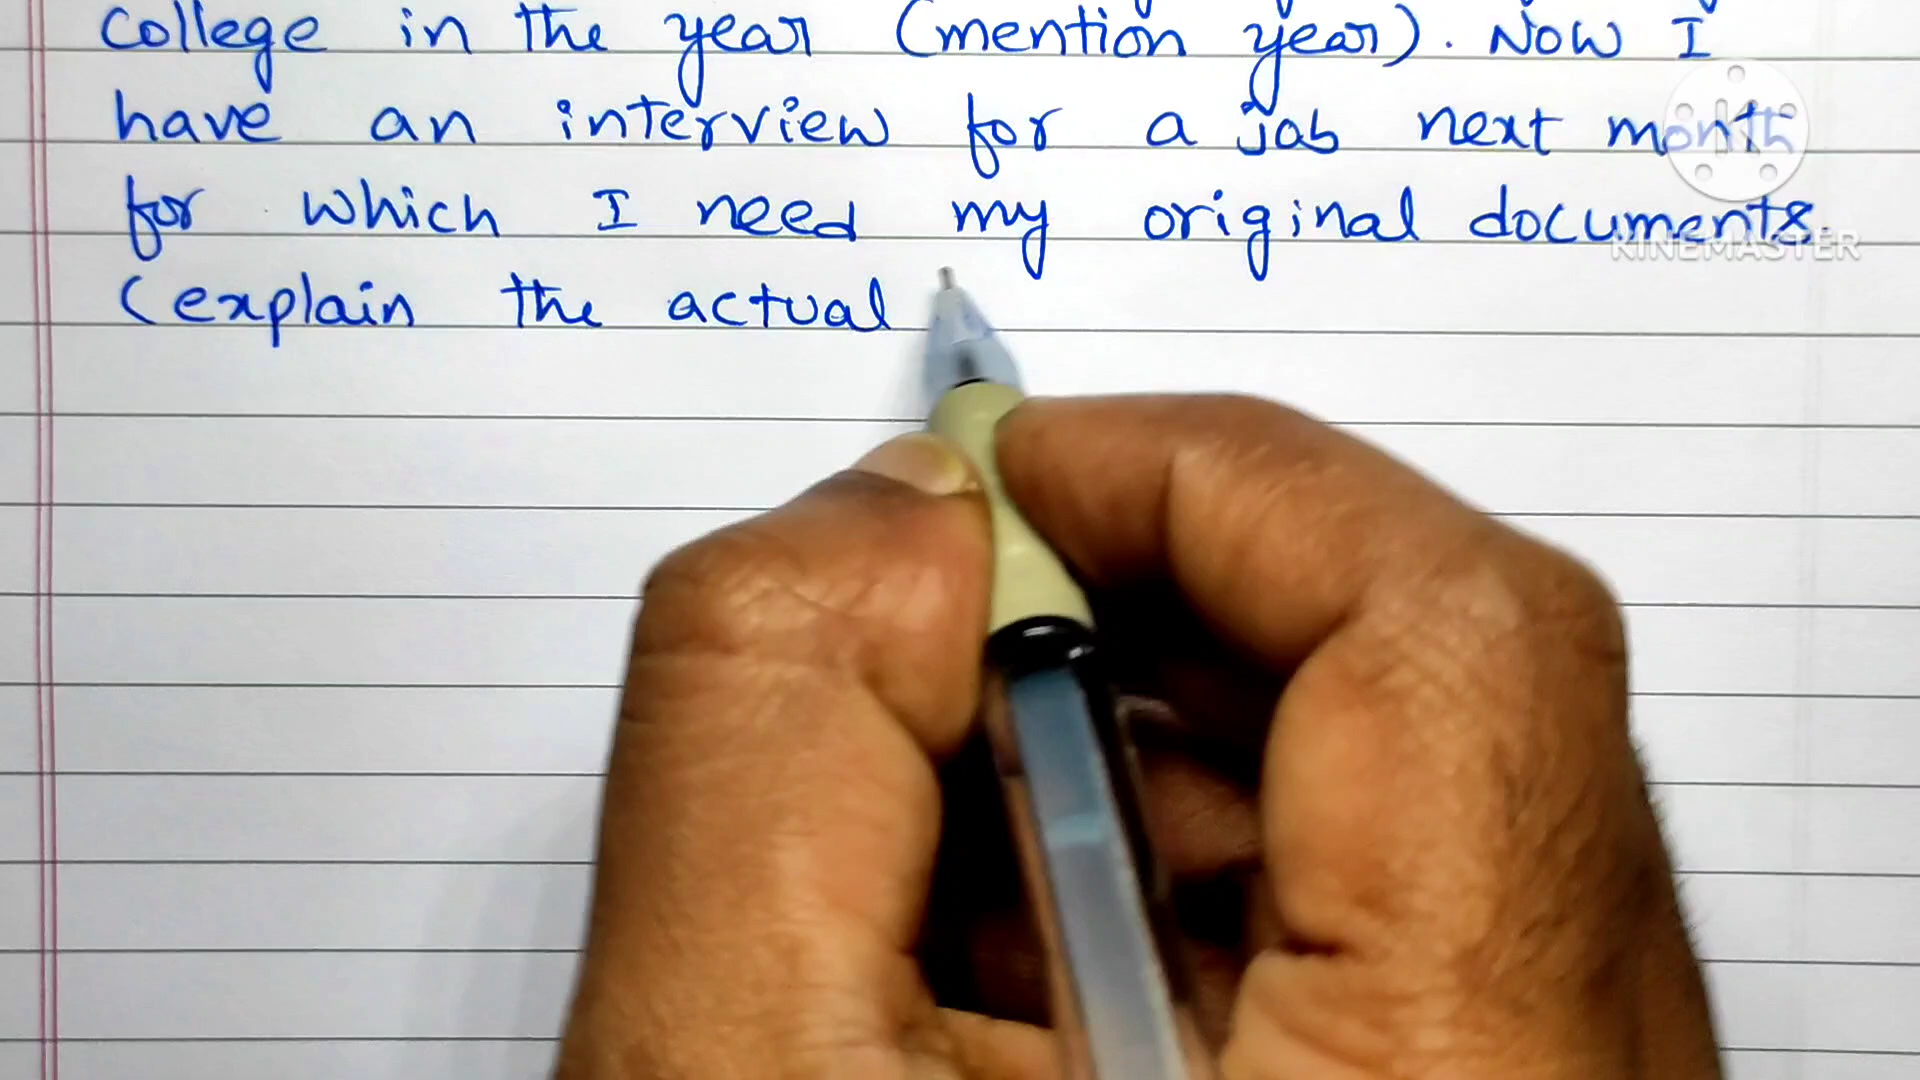 college in the year (mention year). Now I
have an interview for a job next month
for which I need my original documents.
KINEMASTER
(explain the actual